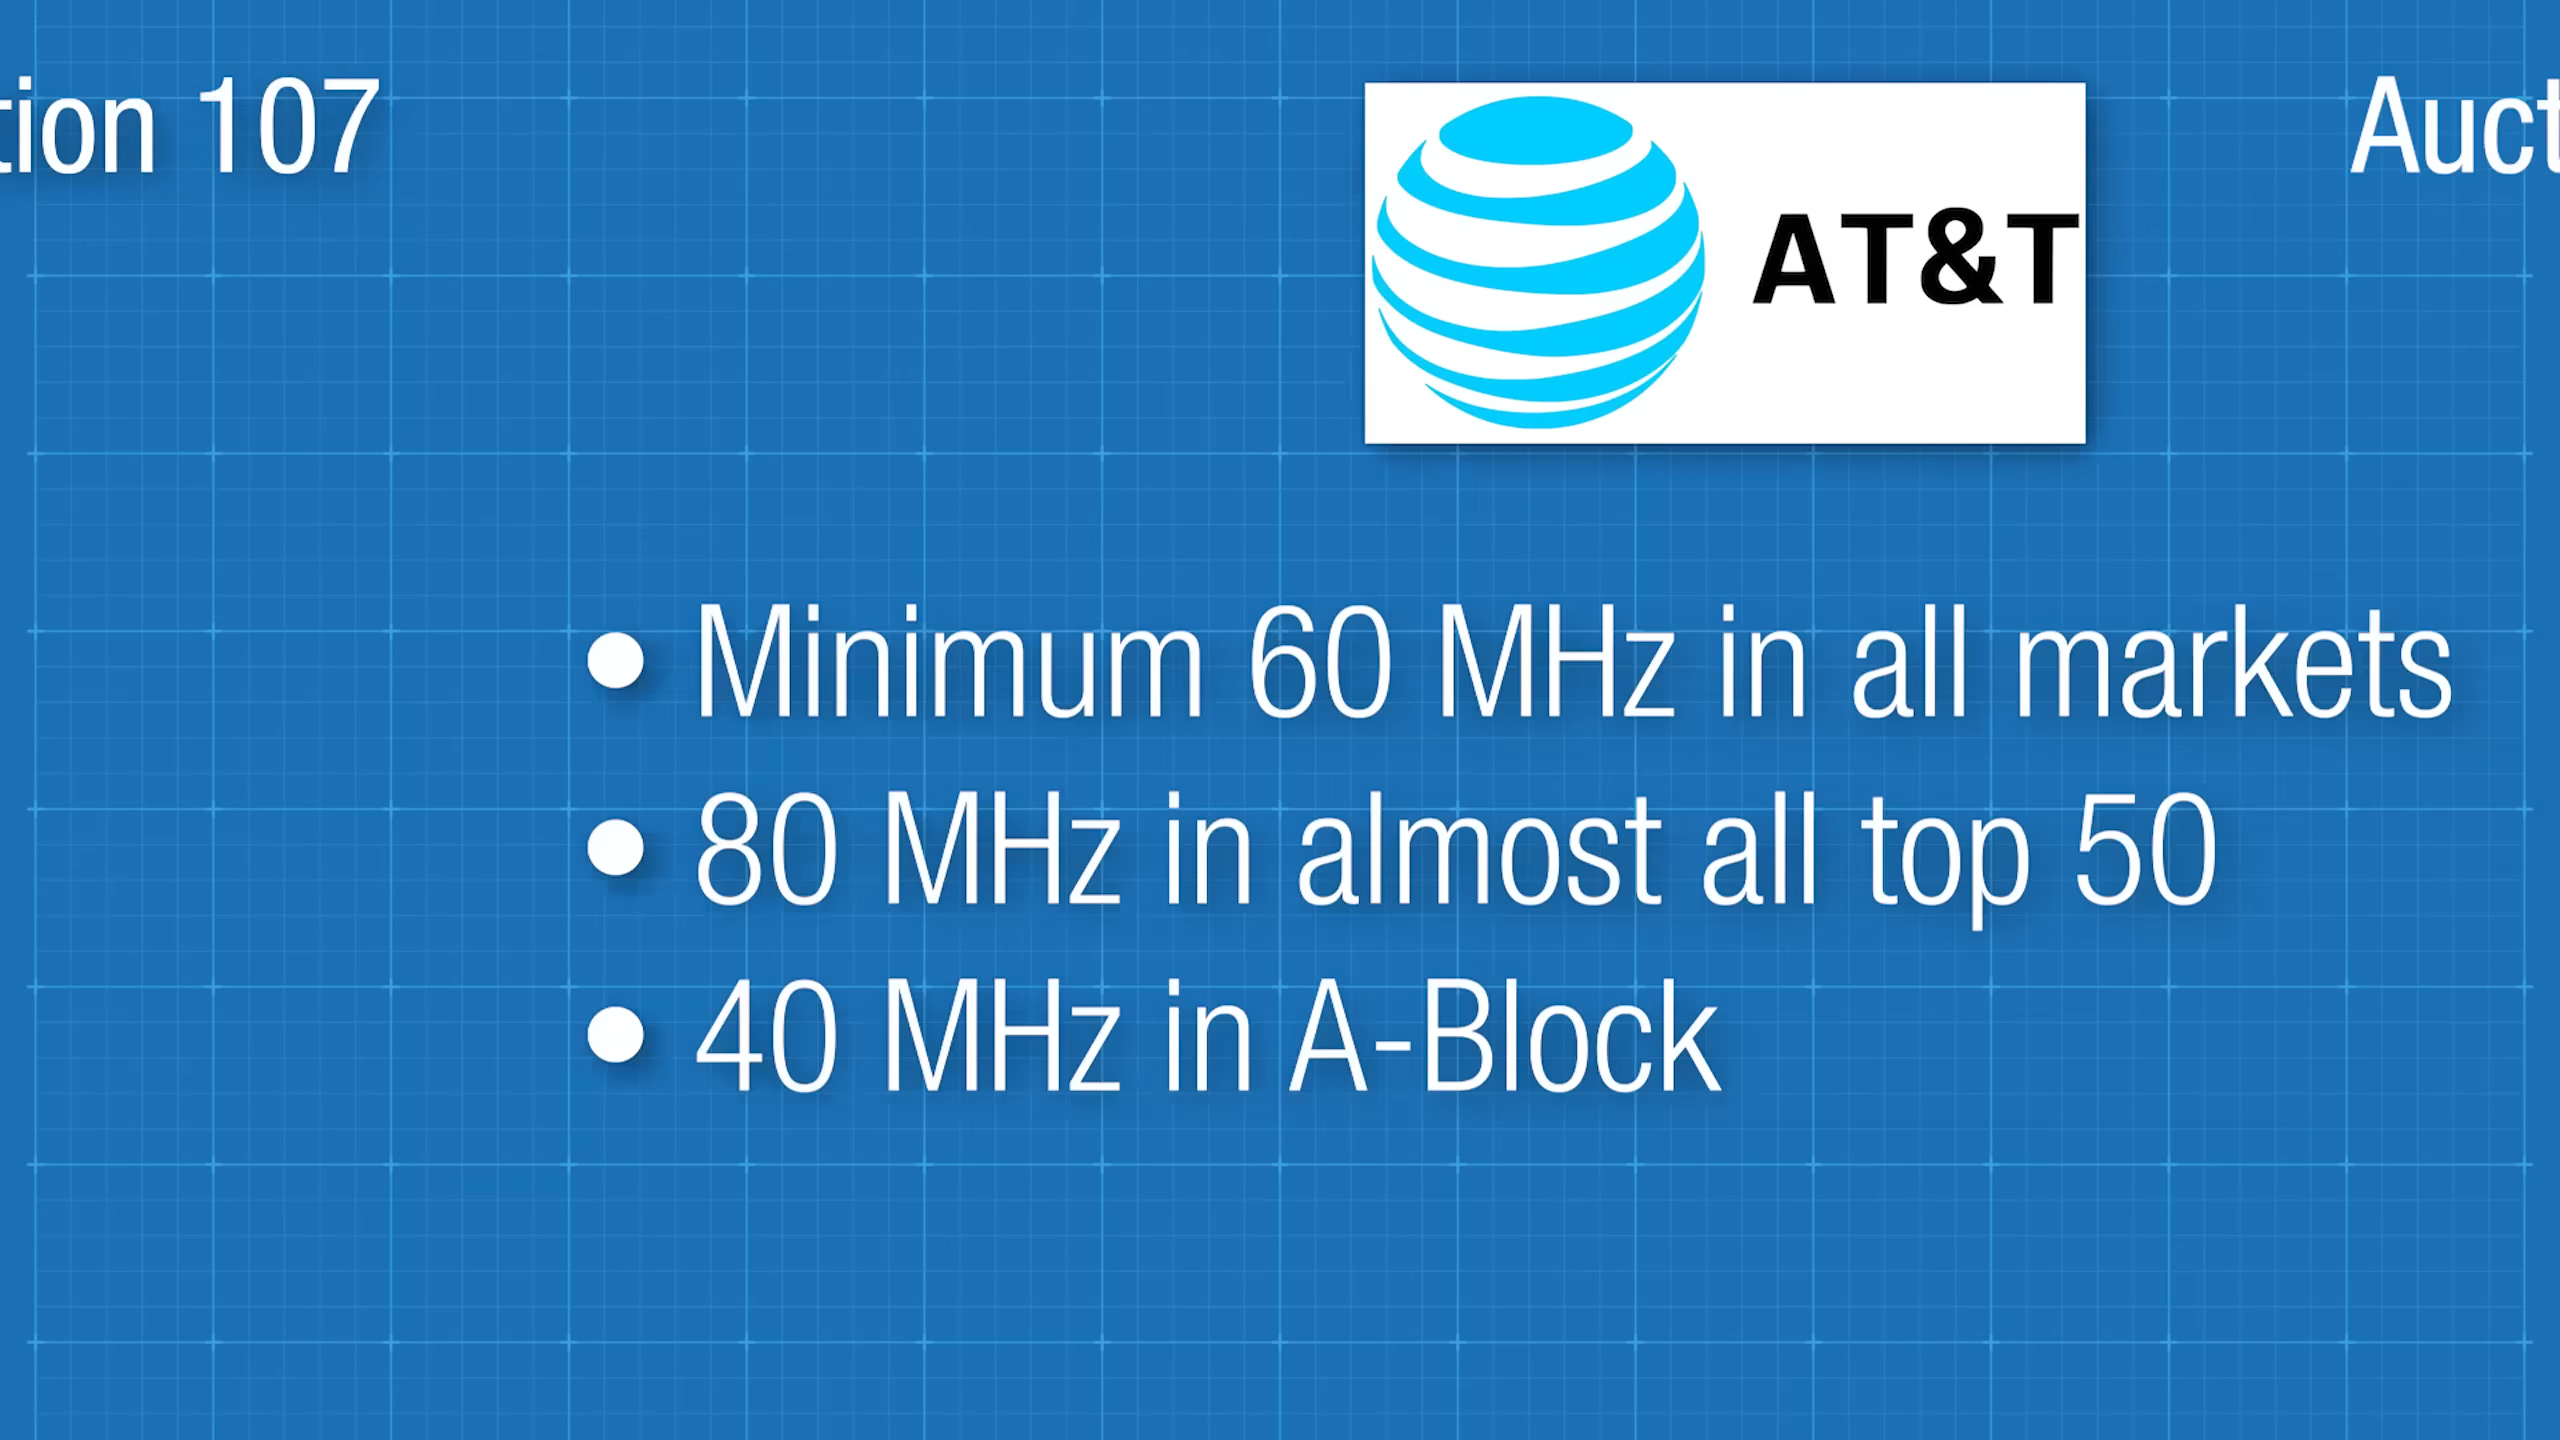 tion 107
Auct
AT&T
• Minimum 60 MHz in all markets
• 80 MHz in almost all top 50
• 40 MHz in A-Block